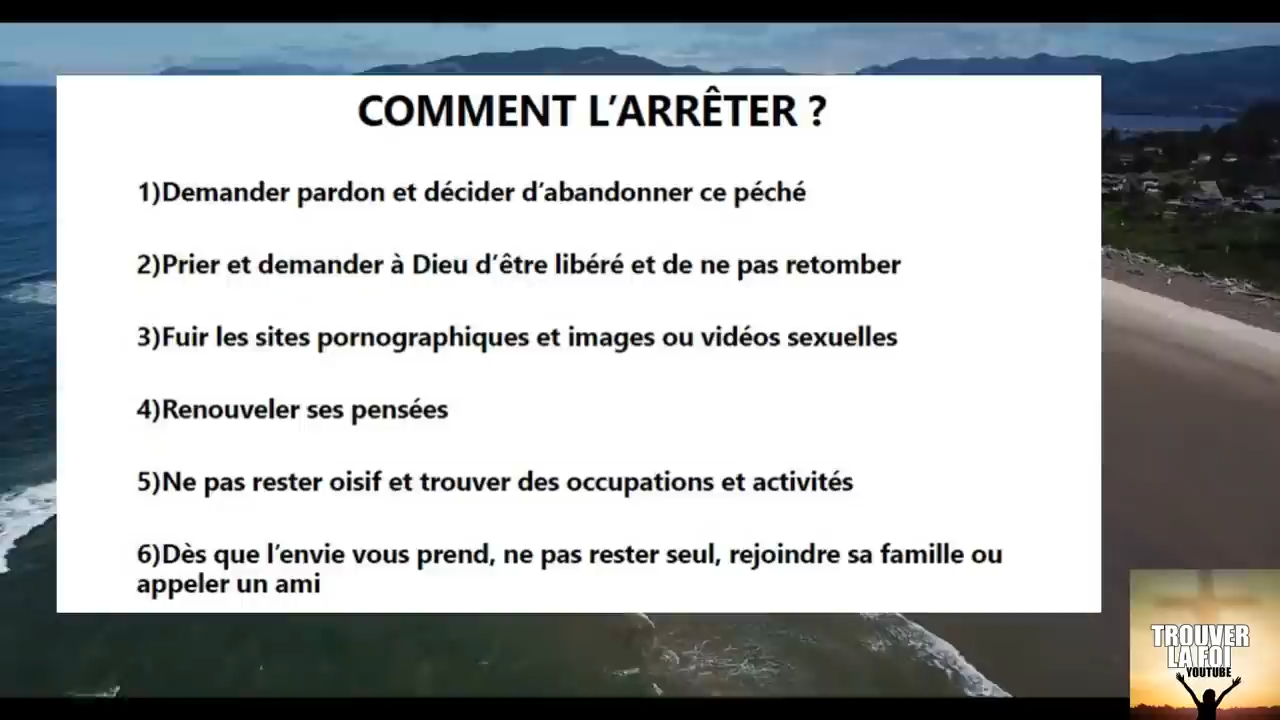 COMMENT L'ARRÊTER ?
1)Demander pardon et décider d'abandonner ce péché
2)Prier et demander à Dieu d'être libéré et de ne pas retomber
3)Fuir les sites pornographiques et images ou vidéos sexuelles
4)Renouveler ses pensées
5)Ne pas rester oisif et trouver des occupations et activités
6)Dès que l'envie vous prend, ne pas rester seul, rejoindre sa famille ou
appeler un ami
TROUVER
LA FOI
YOUTUBE